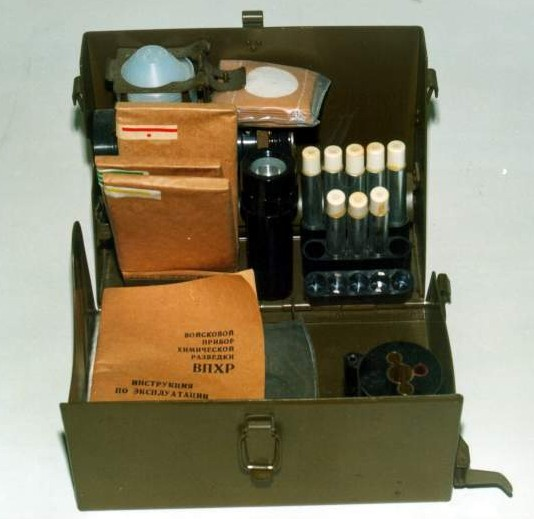 ВОЙСКОВОЙ
ПРИБОР
ХИМИЧЕСКОЙ
РАЗВЕДКИ
ВПХР
ИНСТРУКЦИЯ
ПО ЭКСПЛУАТАЦИИ